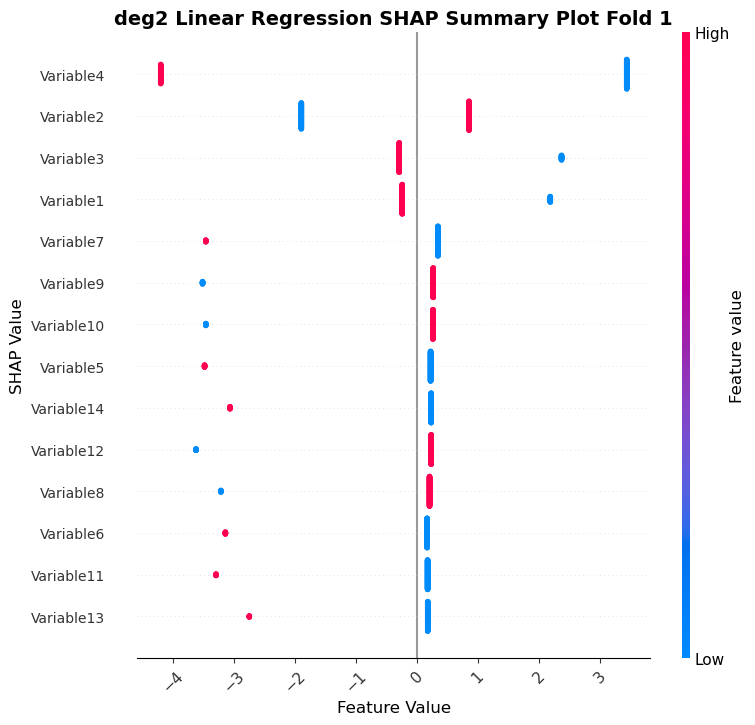 deg2 Linear Regression SHAP Summary Plot Fold 1
High
Variable4
Variable2
Variable3
Variable1
Variable7
Variable9
Variable10
Variable5
Variable14
Variable12
Variable8
Variable6
Variable11
Variable13
SHAP Value
Feature value
Low
−4 −3 −2 −1 0 1 2 3
Feature Value